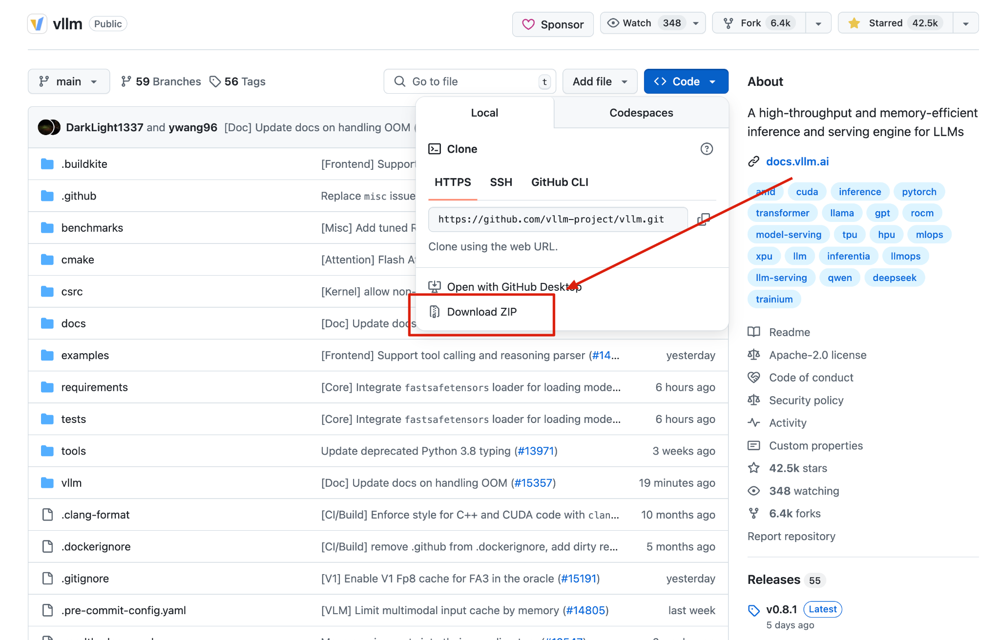 vllm Public
Sponsor Watch 348 Fork 6.4k Starred 42.5k
main 59 Branches 56 Tags
Go to file t Add file Code
Local Codespaces
Clone
HTTPS SSH GitHub CLI
https://github.com/vllm-project/vllm.git
Clone using the web URL.
Open with GitHub Desktop
Download ZIP
DarkLight1337 and ywang96 [Doc] Update docs on handling OOM (
.buildkite [Frontend] Support
.github Replace misc issue
benchmarks [Misc] Add tuned
cmake [Attention] Flash
csrc [Kernel] allow non-
docs [Doc] Update docs
examples [Frontend] Support tool calling and reasoning parser (#14... yesterday
requirements [Core] Integrate fastsafetensors loader for loading mode... 6 hours ago
tests [Core] Integrate fastsafetensors loader for loading mode... 6 hours ago
tools Update deprecated Python 3.8 typing (#13971) 3 weeks ago
vllm [Doc] Update docs on handling OOM (#15357) 19 minutes ago
.clang-format [CI/Build] Enforce style for C++ and CUDA code with clan... 10 months ago
.dockerignore [CI/Build] remove .github from .dockerignore, add dirty re... 5 months ago
.gitignore [V1] Enable V1 Fp8 cache for FA3 in the oracle (#15191) yesterday
.pre-commit-config.yaml [VLM] Limit multimodal input cache by memory (#14805) last week
About
A high-throughput and memory-efficient
inference and serving engine for LLMs
docs.vllm.ai
amd cuda inference pytorch
transformer llama gpt rocm
model-serving tpu hpu mlops
xpu llm inferentia llmops
llm-serving qwen deepseek
trainium
Readme
Apache-2.0 license
Code of conduct
Security policy
Activity
Custom properties
42.5k stars
348 watching
6.4k forks
Report repository
Releases 55
v0.8.1 Latest
5 days ago